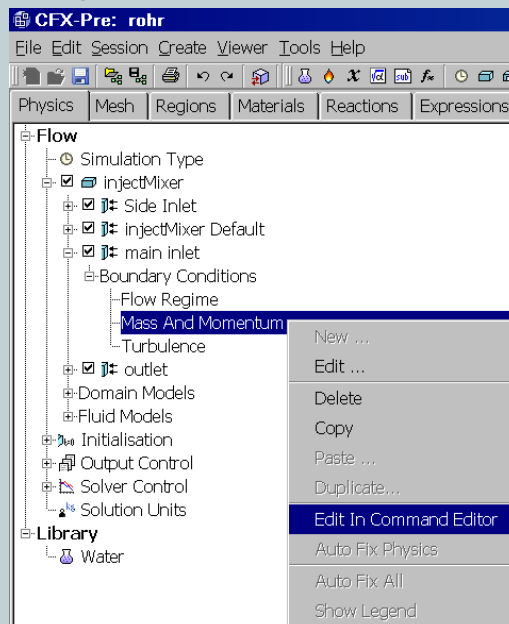 CFX-Pre: rohr
File Edit Session Create Viewer Tools Help
Physics Mesh Regions Materials Reactions Expressions
Flow
Simulation Type
injectMixer
Side Inlet
injectMixer Default
main inlet
Boundary Conditions
Flow Regime
Mass And Momentum
Turbulence
outlet
Domain Models
Fluid Models
Initialisation
Output Control
Solver Control
Solution Units
Library
Water
New ...
Edit ...
Delete
Copy
Paste ...
Duplicate...
Edit In Command Editor
Auto Fix Physics
Auto Fix All
Show Legend